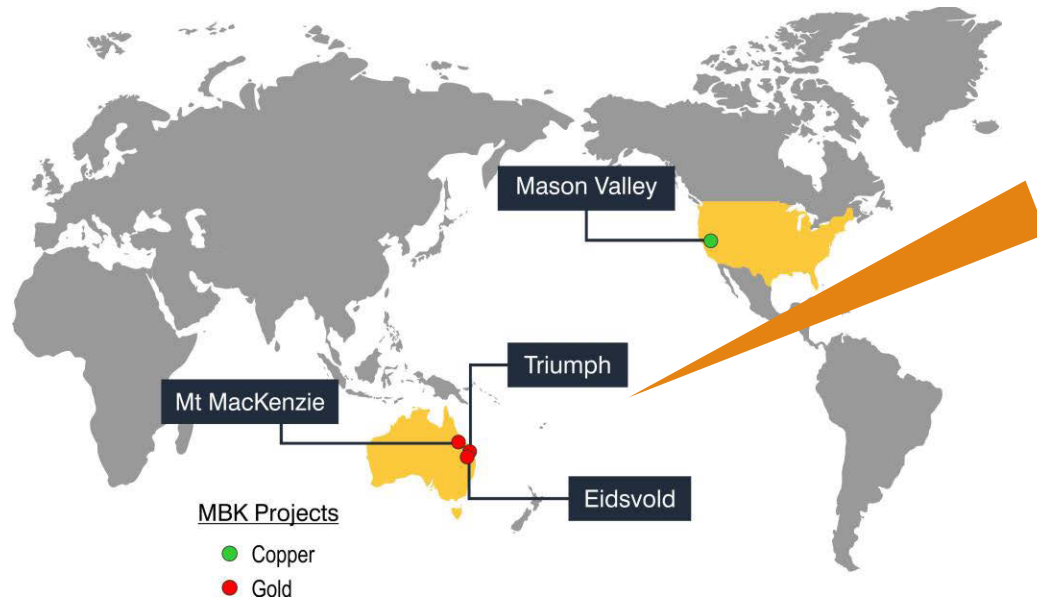 Mason Valley
Triumph
Mt MacKenzie
Eidsvold
MBK Projects
Copper
Gold